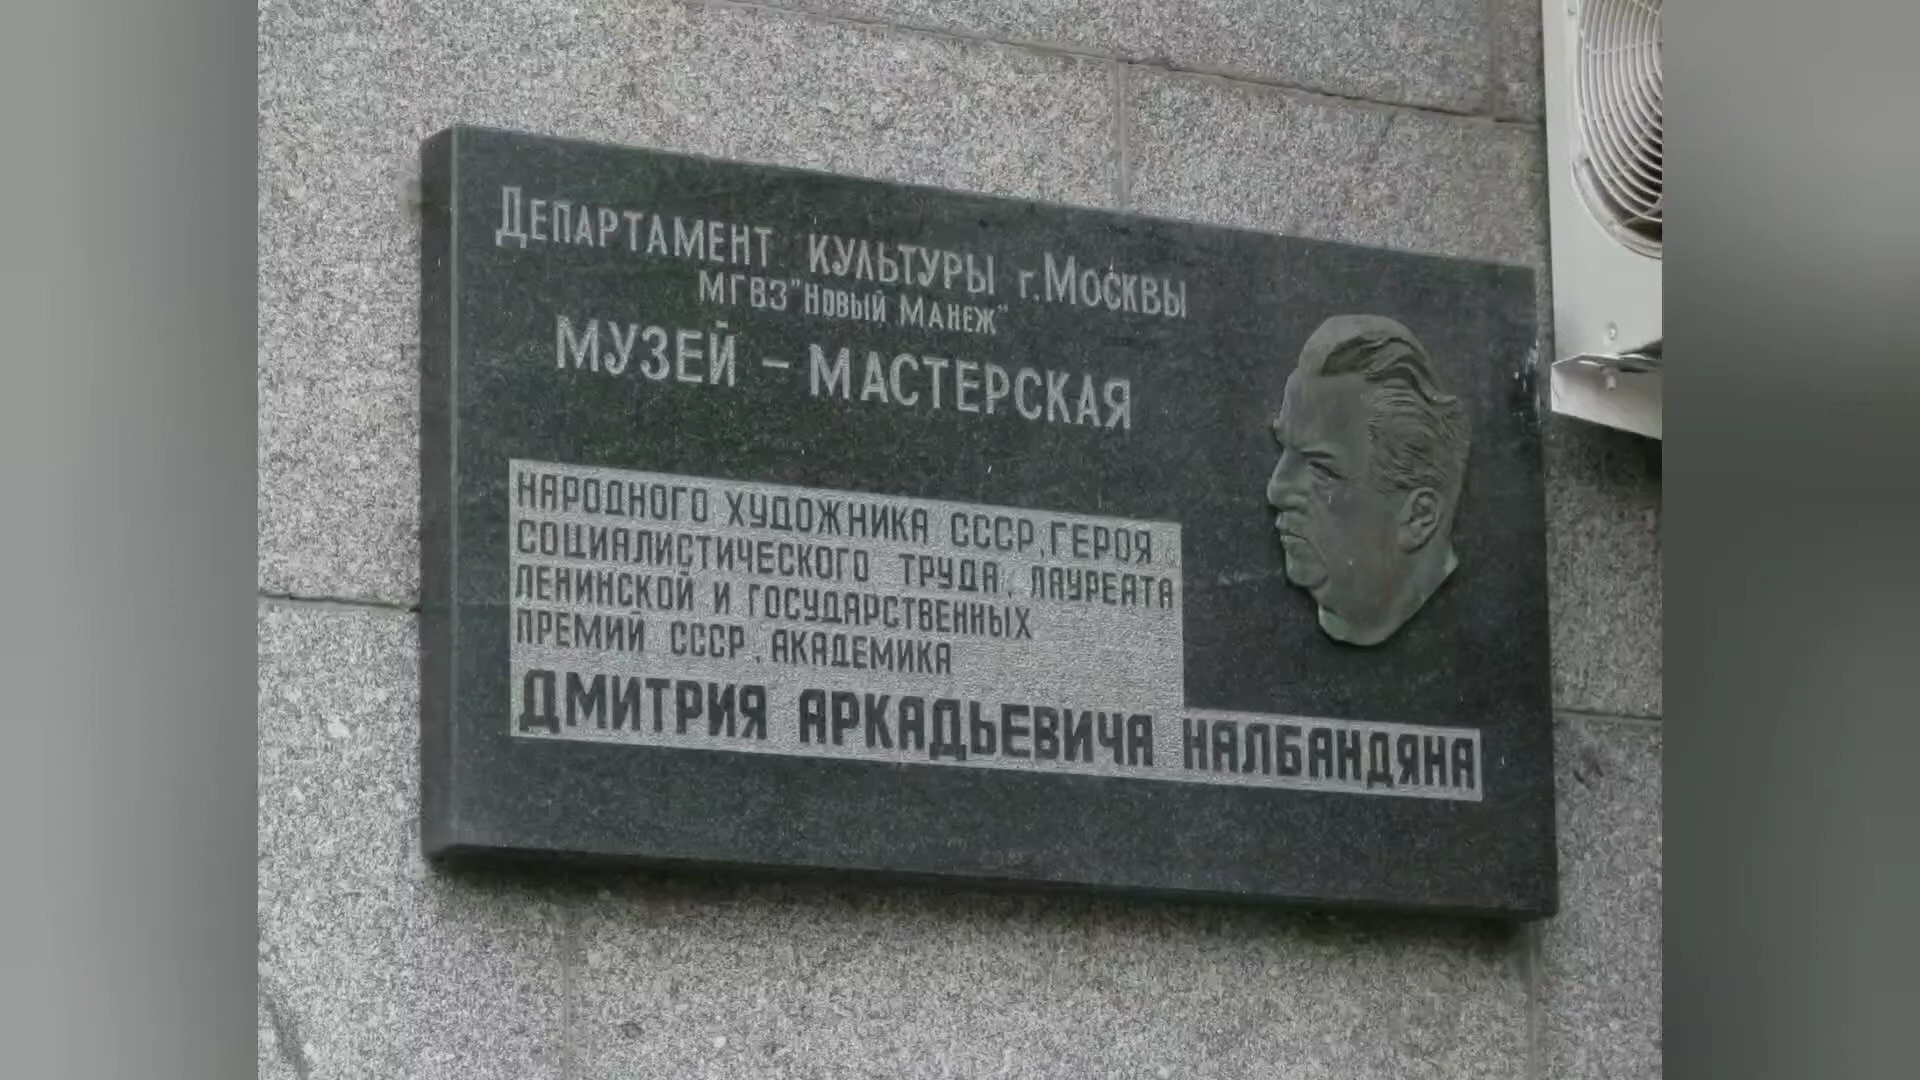 Департамент культуры г. Москвы
МГВЗ "Новый Манеж"
МУЗЕЙ – МАСТЕРСКАЯ
НАРОДНОГО ХУДОЖНИКА СССР, ГЕРОЯ
СОЦИАЛИСТИЧЕСКОГО ТРУДА, ЛАУРЕАТА
ЛЕНИНСКОЙ И ГОСУДАРСТВЕННЫХ
ПРЕМИЙ СССР, АКАДЕМИКА
ДМИТРИЯ АРКАДЬЕВИЧА НАЛБАНДЯНА